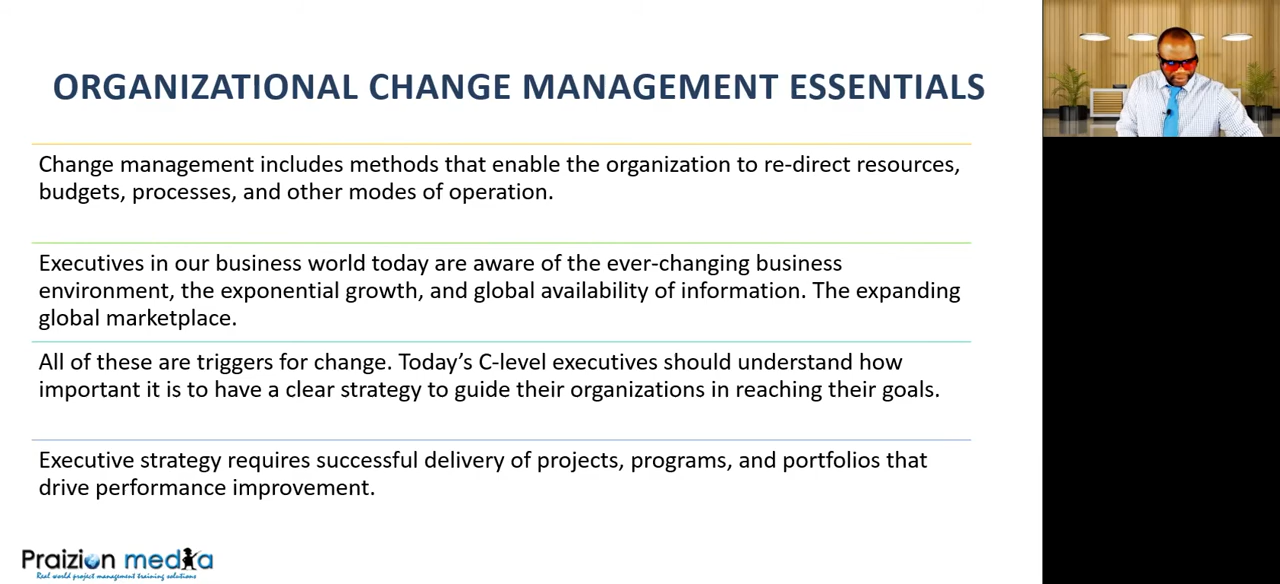 ORGANIZATIONAL CHANGE MANAGEMENT ESSENTIALS
Change management includes methods that enable the organization to re-direct resources,
budgets, processes, and other modes of operation.
Executives in our business world today are aware of the ever-changing business
environment, the exponential growth, and global availability of information. The expanding
global marketplace.
All of these are triggers for change. Today’s C-level executives should understand how
important it is to have a clear strategy to guide their organizations in reaching their goals.
Executive strategy requires successful delivery of projects, programs, and portfolios that
drive performance improvement.
Praizion media
Real world project management training solutions